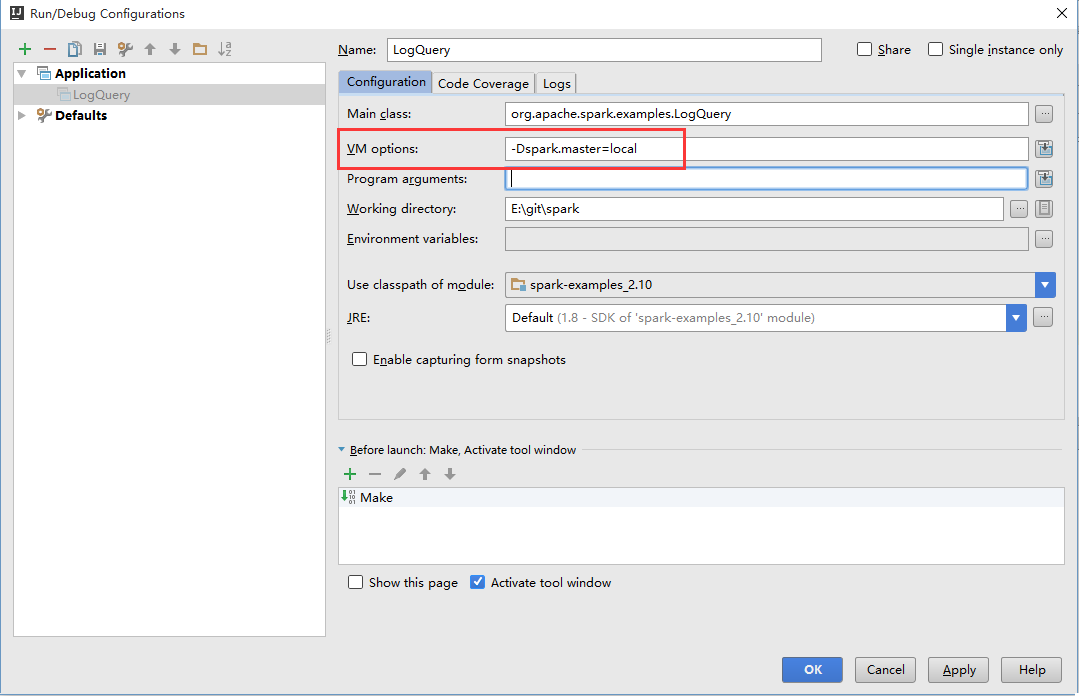 Run/Debug Configurations
Name: LogQuery Share Single instance only
Application
LogQuery
Defaults
Configuration Code Coverage Logs
Main class: org.apache.spark.examples.LogQuery
VM options: -Dspark.master=local
Program arguments:
Working directory: E:\git\spark
Environment variables:
Use classpath of module: spark-examples_2.10
JRE: Default (1.8 - SDK of 'spark-examples_2.10' module)
Enable capturing form snapshots
Before launch: Make, Activate tool window
Make
Show this page Activate tool window
OK Cancel Apply Help